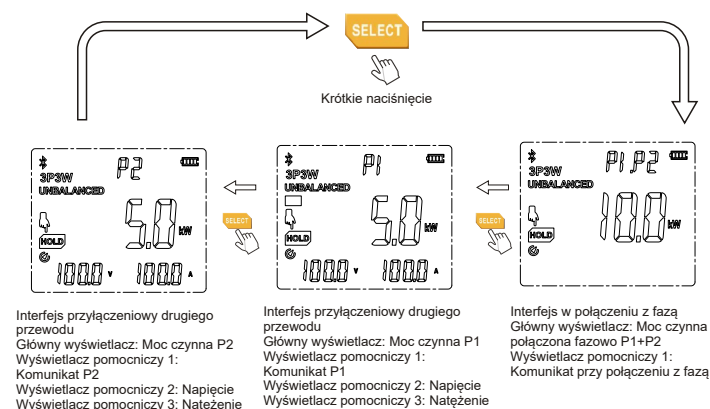 SELECT
Krótkie naciśnięcie
P2
3P3W
UNBALANCED
5.0 kW
HOLD
100.0 V 100.0 A
SELECT
P1
3P3W
UNBALANCED
5.0 kW
HOLD
100.0 V 100.0 A
SELECT
P1,P2
3P3W
UNBALANCED
10.0 kW
HOLD
Interfejs przyłączeniowy drugiego
przewodu
Główny wyświetlacz: Moc czynna P2
Wyświetlacz pomocniczy 1:
Komunikat P2
Wyświetlacz pomocniczy 2: Napięcie
Wyświetlacz pomocniczy 3: Natężenie
Interfejs przyłączeniowy drugiego
przewodu
Główny wyświetlacz: Moc czynna P1
Wyświetlacz pomocniczy 1:
Komunikat P1
Wyświetlacz pomocniczy 2: Napięcie
Wyświetlacz pomocniczy 3: Natężenie
Interfejs w połączeniu z fazą
Główny wyświetlacz: Moc czynna
połączona fazowo P1+P2
Wyświetlacz pomocniczy 1:
Komunikat przy połączeniu z fazą